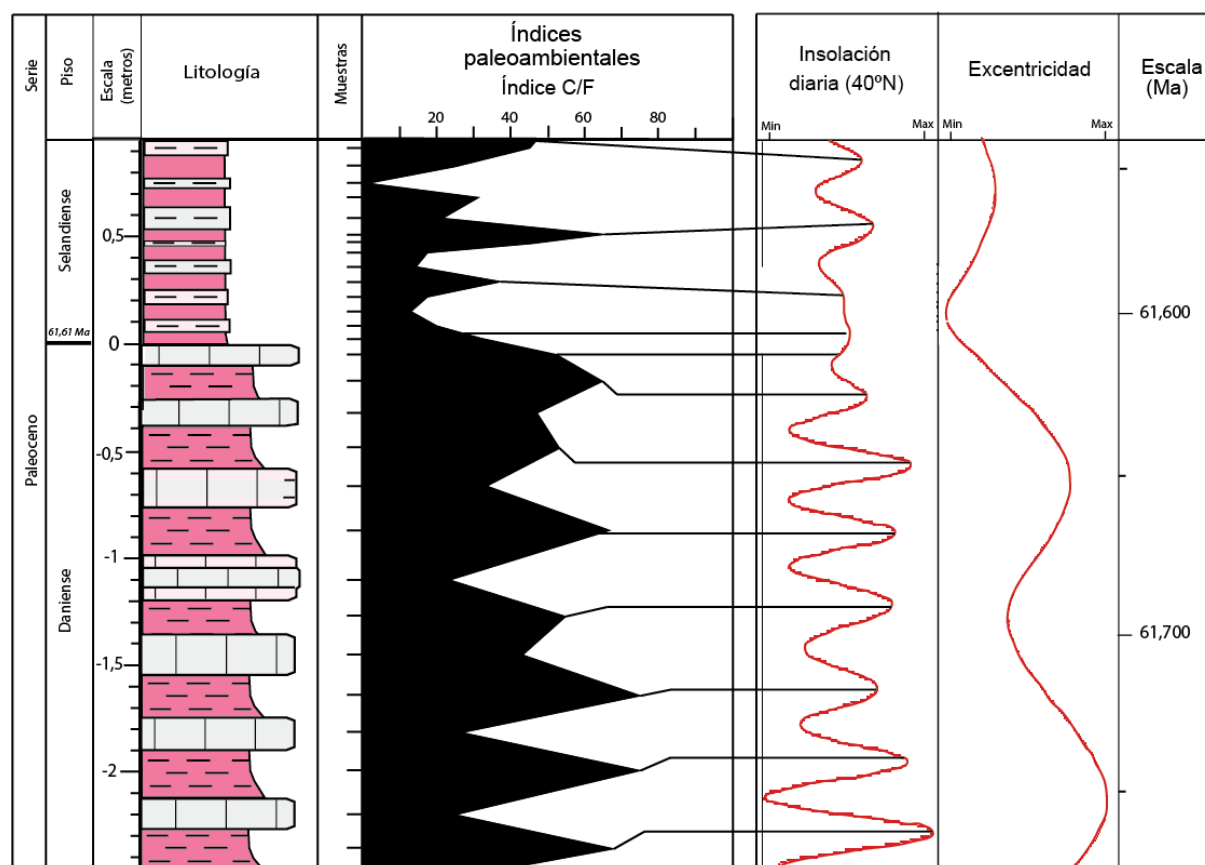 Serie
Piso
Escala
(metros)
Litología
Muestras
Índices
paleoambientales
Índice C/F
20
40
60
80
Insolación
diaria (40ºN)
Min
Max
Excentricidad
Min
Max
Escala
(Ma)
Paleoceno
Selandiense
61,61 Ma
Daniense
0,5
0
-0,5
-1
-1,5
-2
61,600
61,700